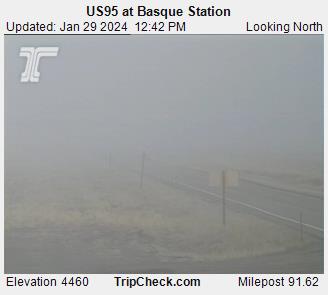 US95 at Basque Station
Updated: Jan 29 2024 12:42 PM Looking North
Elevation 4460 TripCheck.com Milepost 91.62